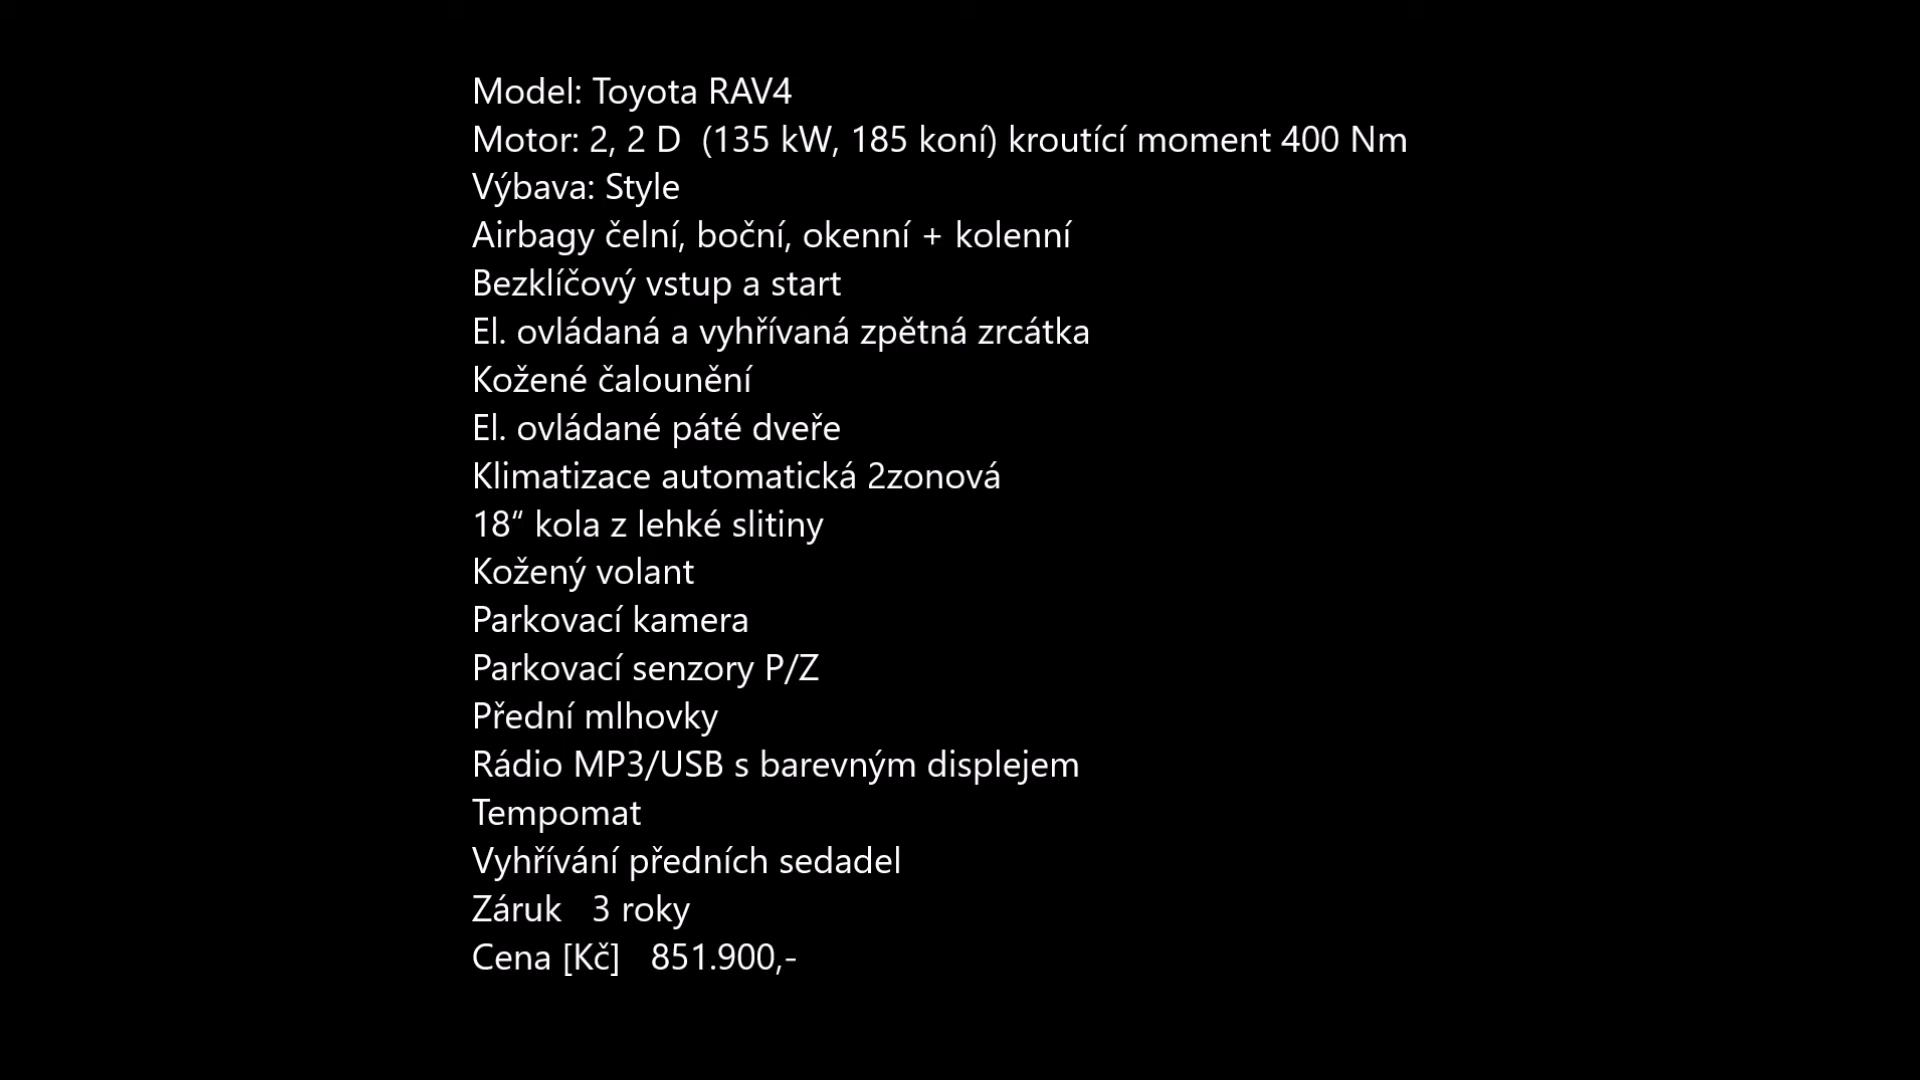 Model: Toyota RAV4
Motor: 2, 2 D  (135 kW, 185 koní) kroutící moment 400 Nm
Výbava: Style
Airbagy čelní, boční, okenní + kolenní
Bezklíčový vstup a start
El. ovládaná a vyhřívaná zpětná zrcátka
Kožené čalounění
El. ovládané páté dveře
Klimatizace automatická 2zonová
18“ kola z lehké slitiny
Kožený volant
Parkovací kamera
Parkovací senzory P/Z
Přední mlhovky
Rádio MP3/USB s barevným displejem
Tempomat
Vyhřívání předních sedadel
Záruk   3 roky
Cena [Kč]   851.900,-